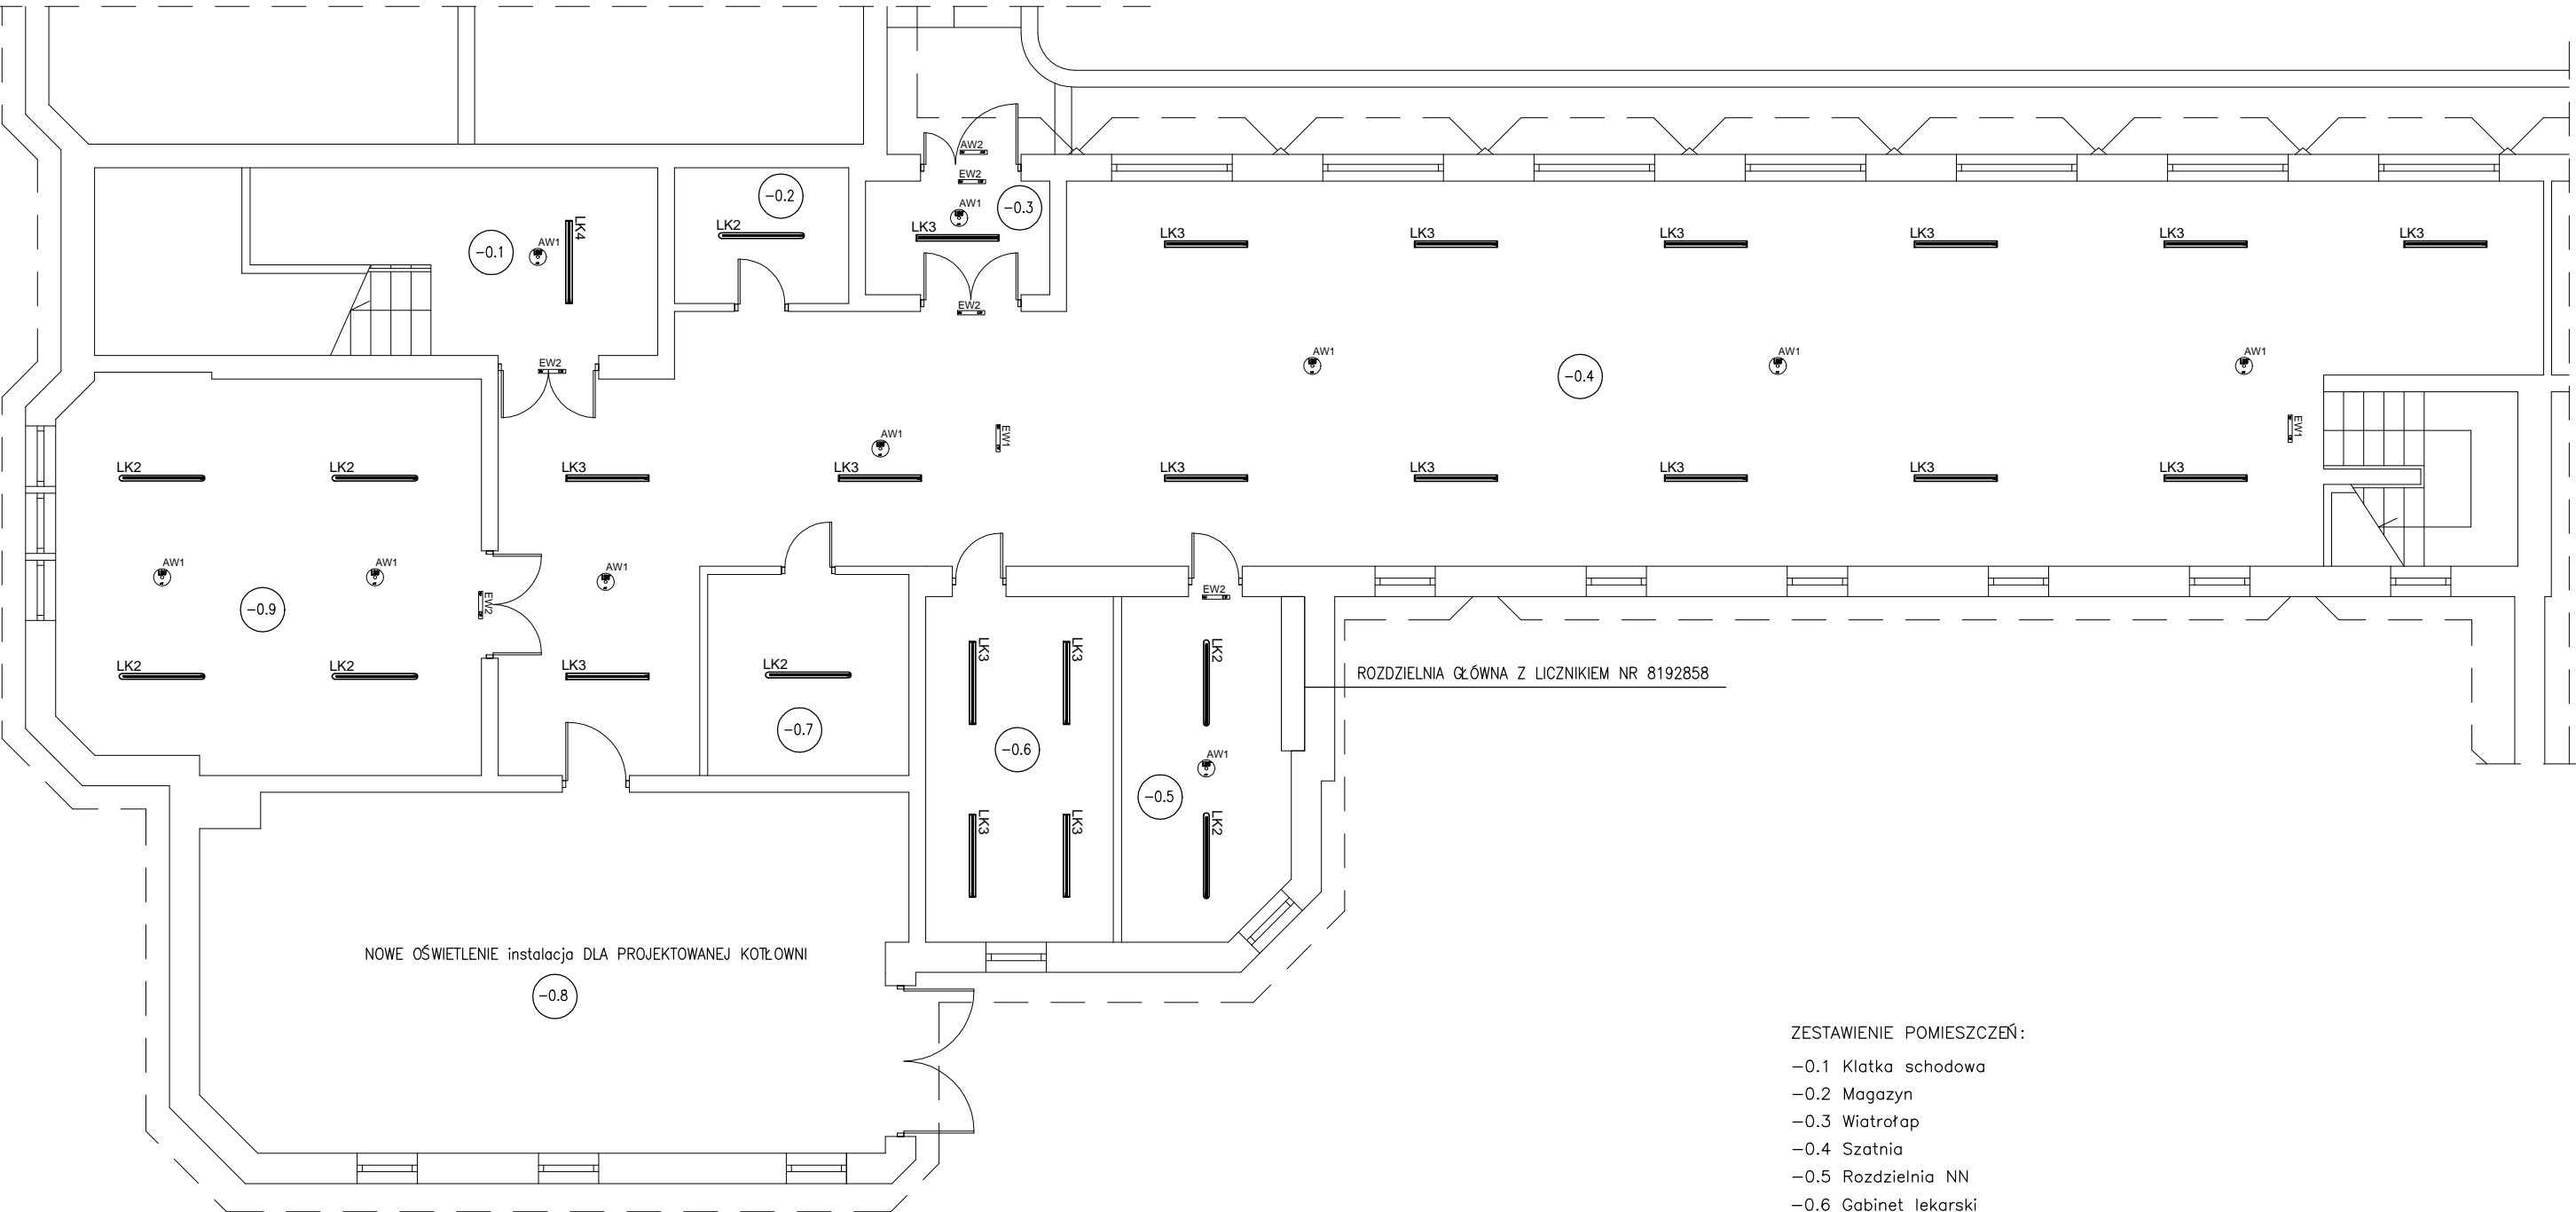 AW2
EW2
-0.2
AW1
-0.3
LK2
LK3
LK4
AW1
-0.1
LK3
LK3
LK3
LK3
LK3
LK3
EW2
EW2
AW1
AW1
AW1
-0.4
AW1
EW1
EW1
LK2
LK2
LK3
LK3
LK3
LK3
LK3
LK3
LK3
AW1
AW1
AW1
EW2
EW2
-0.9
LK2
LK2
LK3
LK2
LK3
LK3
LK2
ROZDZIELNIA GŁÓWNA Z LICZNIKIEM NR 8192858
-0.7
-0.6
AW1
-0.5
LK3
LK3
LK2
NOWE OŚWIETLENIE instalacja DLA PROJEKTOWANEJ KOTŁOWNI
-0.8
ZESTAWIENIE POMIESZCZEŃ:
-0.1 Klatka schodowa
-0.2 Magazyn
-0.3 Wiatrołap
-0.4 Szatnia
-0.5 Rozdzielnia NN
-0.6 Gabinet lekarski